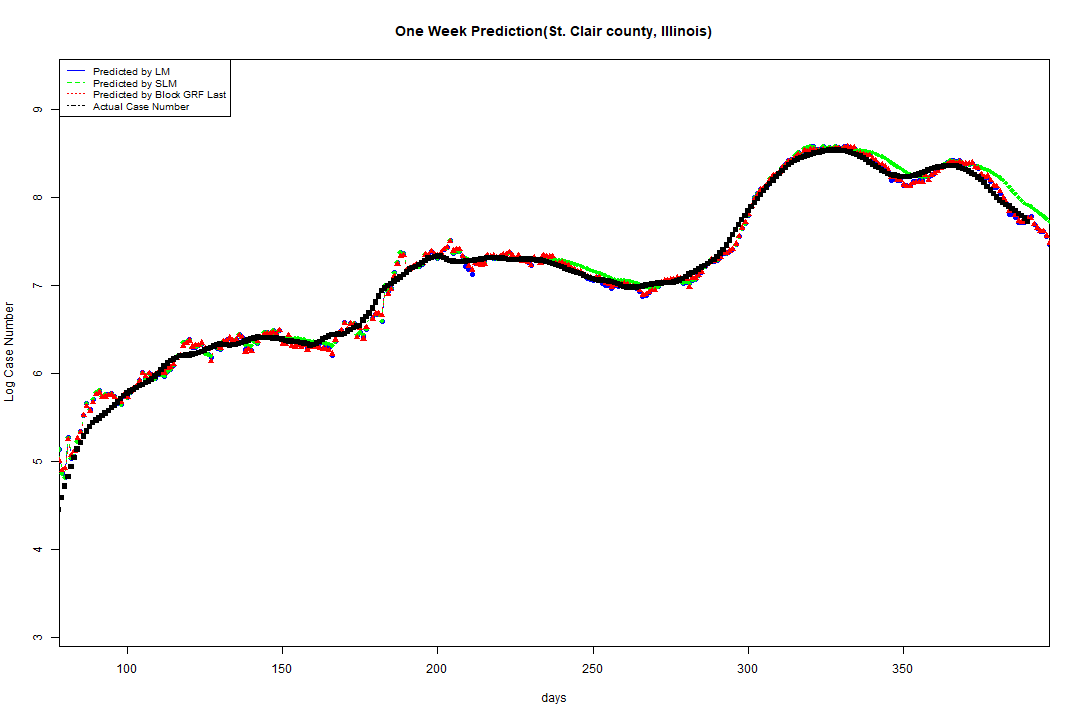 One Week Prediction(St. Clair county, Illinois)
Predicted by LM
Predicted by SLM
Predicted by Block GRF Last
Actual Case Number
9
8
7
6
5
4
3
Log Case Number
100 150 200 250 300 350
days